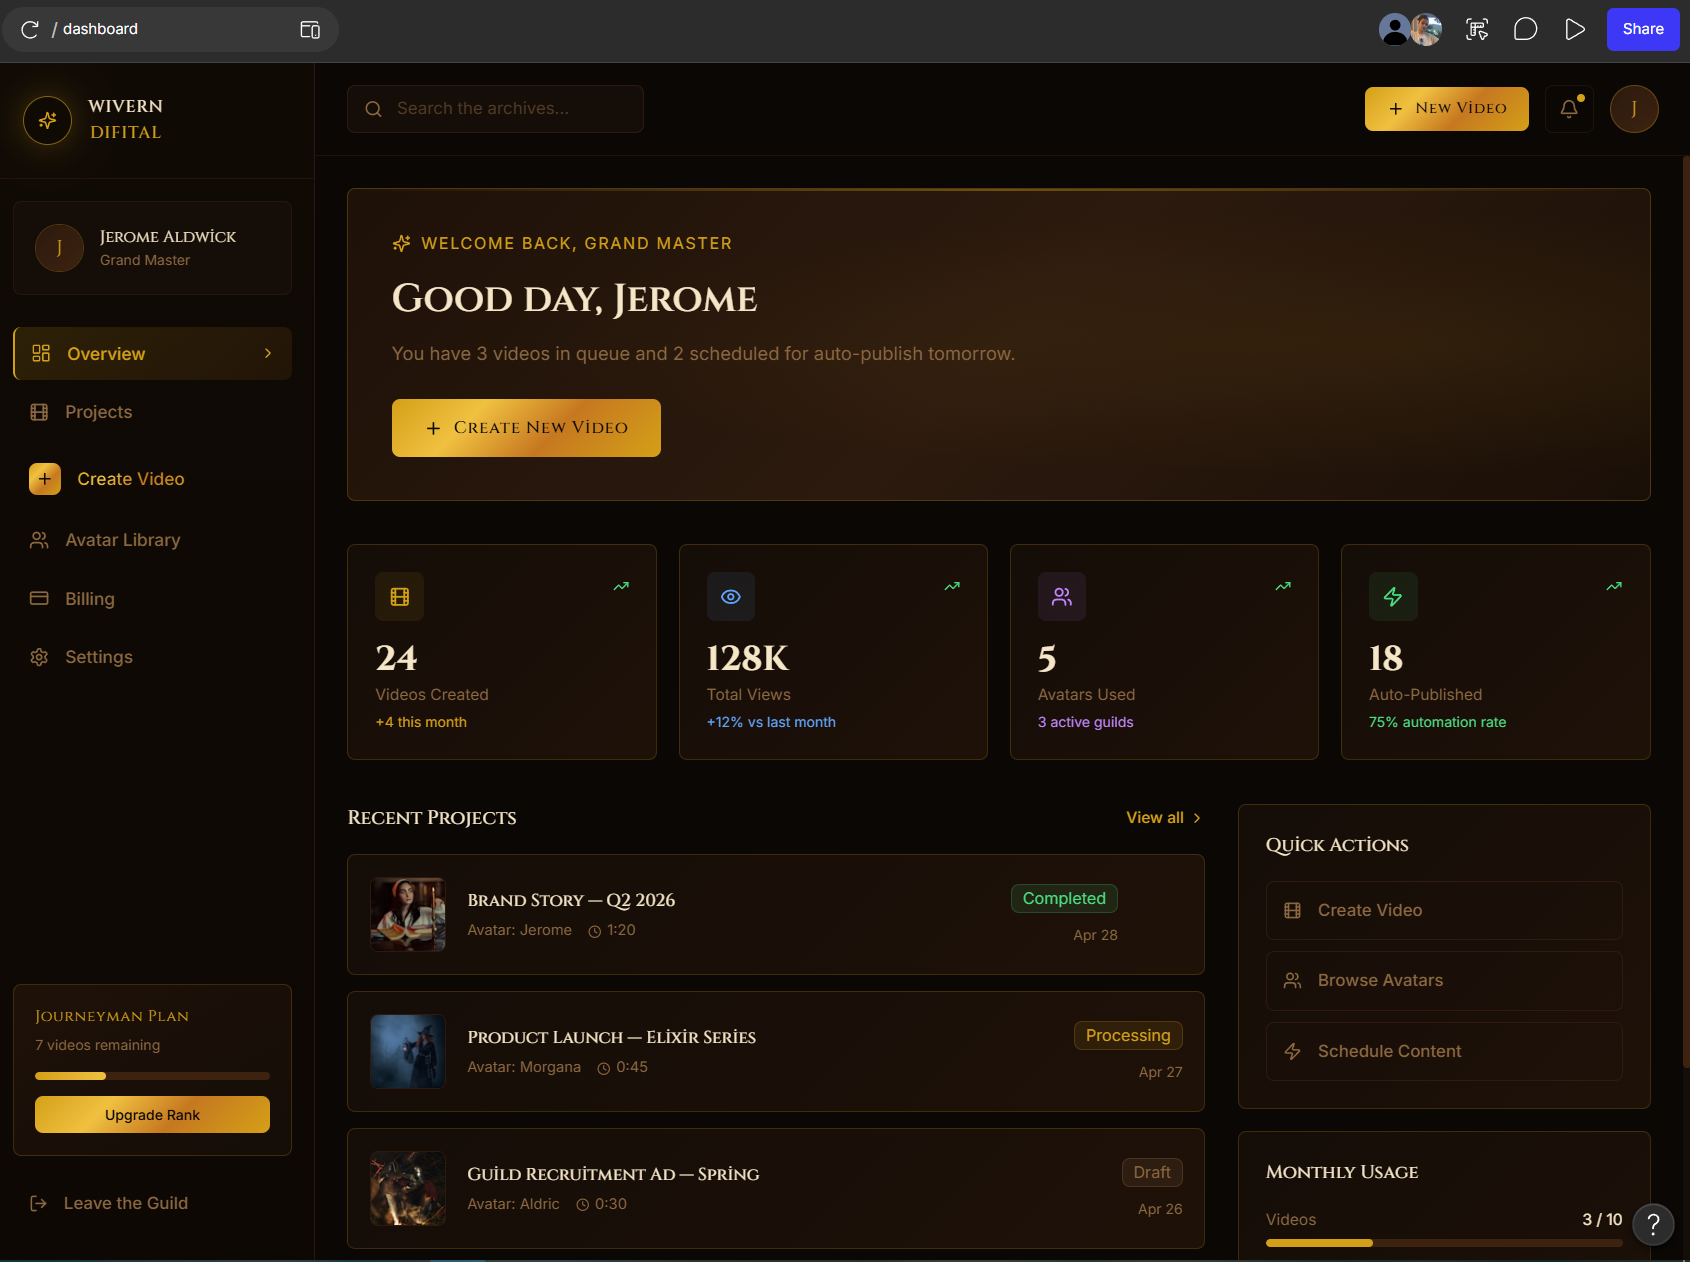 / dashboard
Share
WIVERN
DIFITAL
Search the archives...
+ New Video
J
J
Jerome Aldwick
Grand Master
Overview
Projects
Create Video
Avatar Library
Billing
Settings
Journeyman Plan
7 videos remaining
Upgrade Rank
Leave the Guild
WELCOME BACK, GRAND MASTER
Good day, Jerome
You have 3 videos in queue and 2 scheduled for auto-publish tomorrow.
+ Create New Video
24
Videos Created
+4 this month
128K
Total Views
+12% vs last month
5
Avatars Used
3 active guilds
18
Auto-Published
75% automation rate
Recent Projects
View all
Brand Story — Q2 2026
Avatar: Jerome 1:20
Completed
Apr 28
Product Launch — Elixir Series
Avatar: Morgana 0:45
Processing
Apr 27
Guild Recruitment Ad — Spring
Avatar: Aldric 0:30
Draft
Apr 26
Quick Actions
Create Video
Browse Avatars
Schedule Content
Monthly Usage
Videos 3 / 10
?